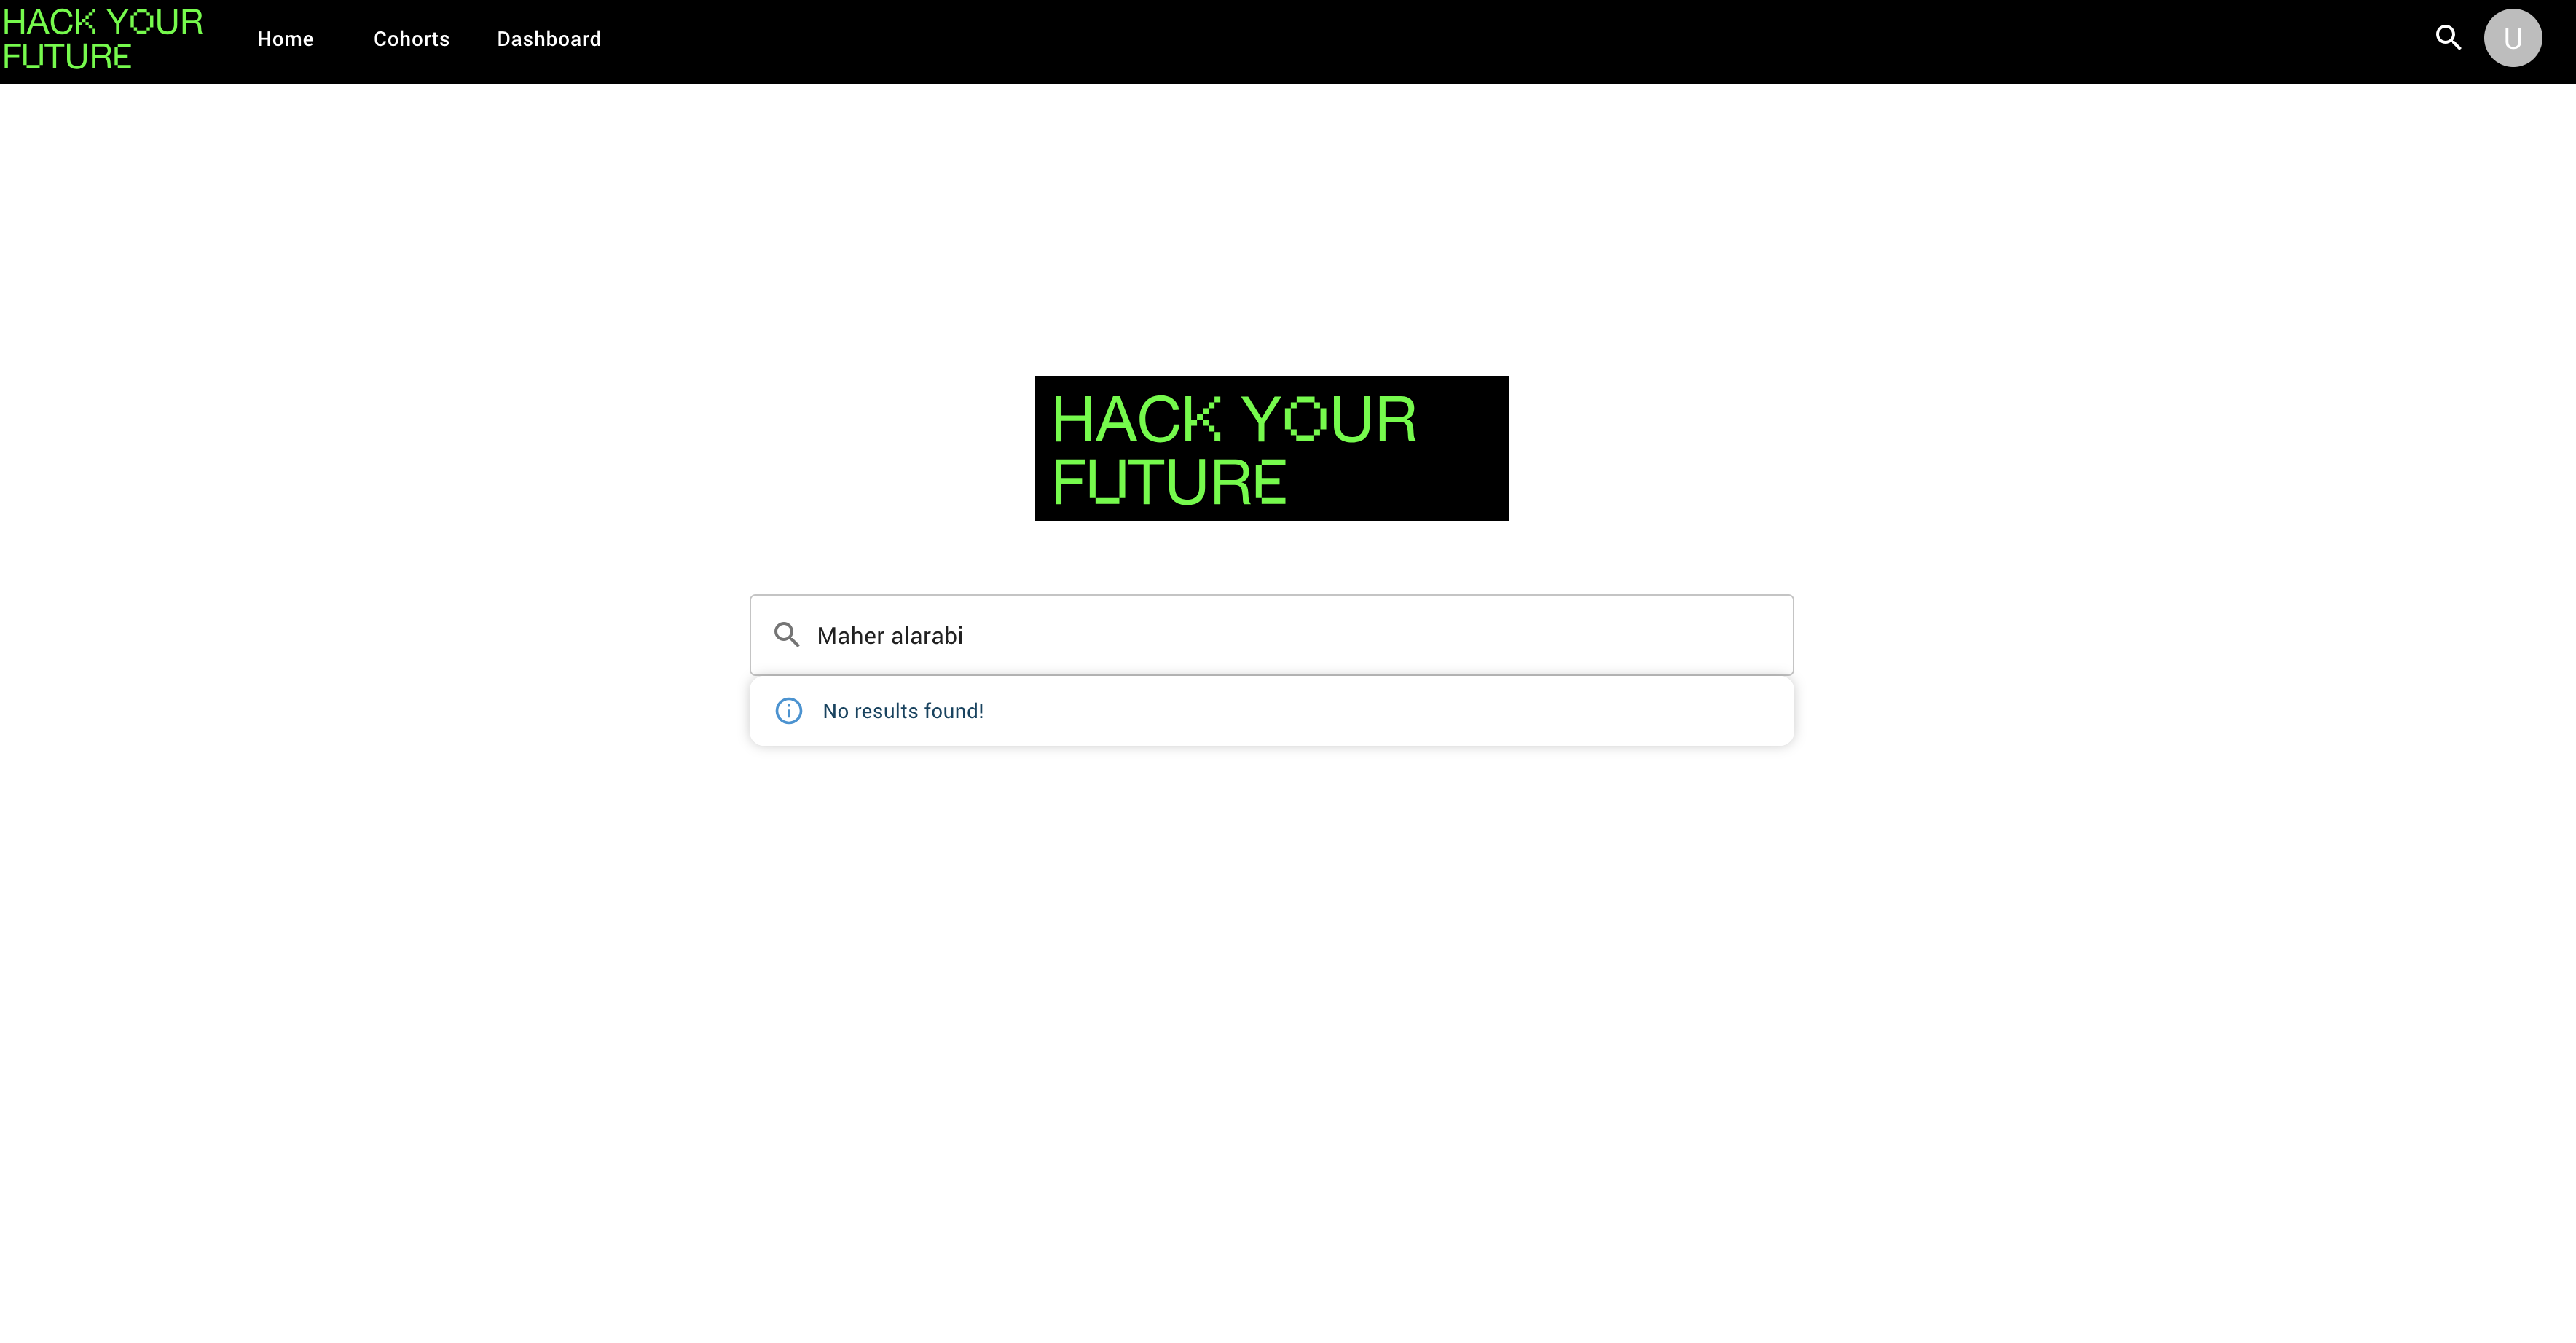 HACK YOUR
FUTURE
Home
Cohorts
Dashboard
U
HACK YOUR
FUTURE
Maher alarabi
No results found!